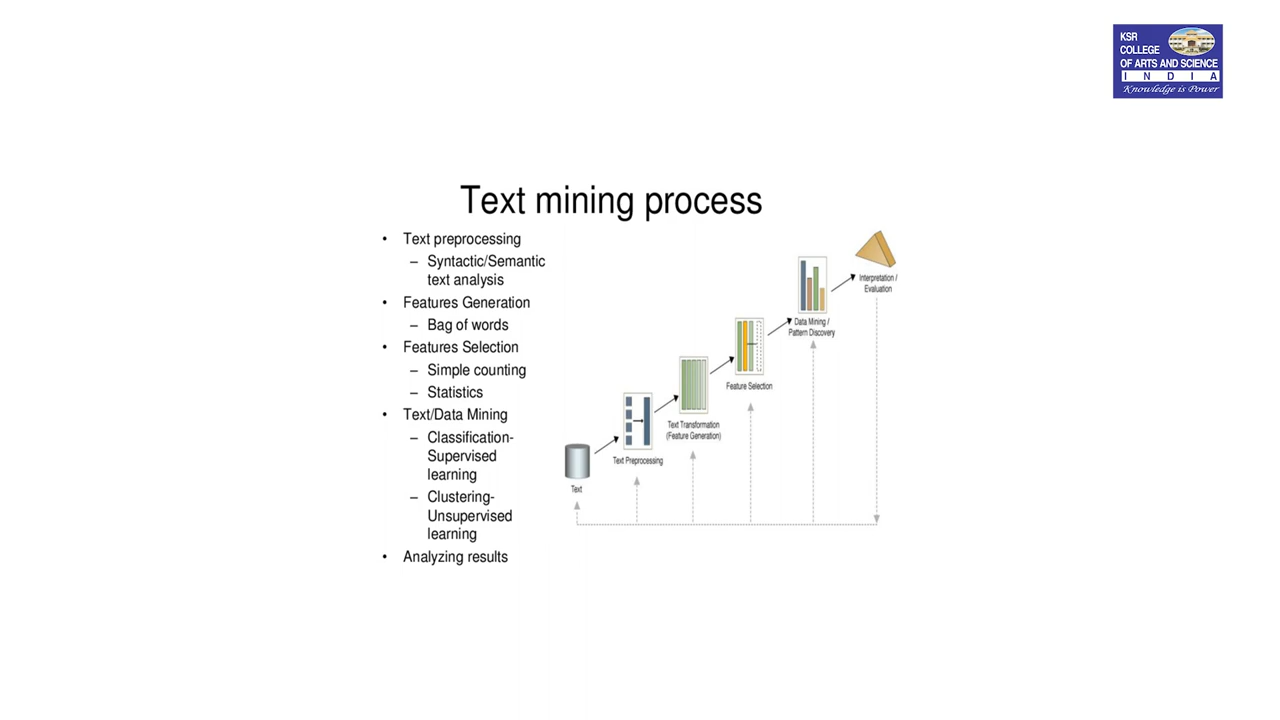 KSR
COLLEGE
OF ARTS AND SCIENCE
I N D I A
Knowledge is Power
Text mining process
• Text preprocessing
– Syntactic/Semantic
text analysis
• Features Generation
– Bag of words
• Features Selection
– Simple counting
– Statistics
• Text/Data Mining
– Classification-
Supervised
learning
– Clustering-
Unsupervised
learning
• Analyzing results
Text
Text Preprocessing
Text Transformation
(Feature Generation)
Feature Selection
Data Mining /
Pattern Discovery
Interpretation /
Evaluation